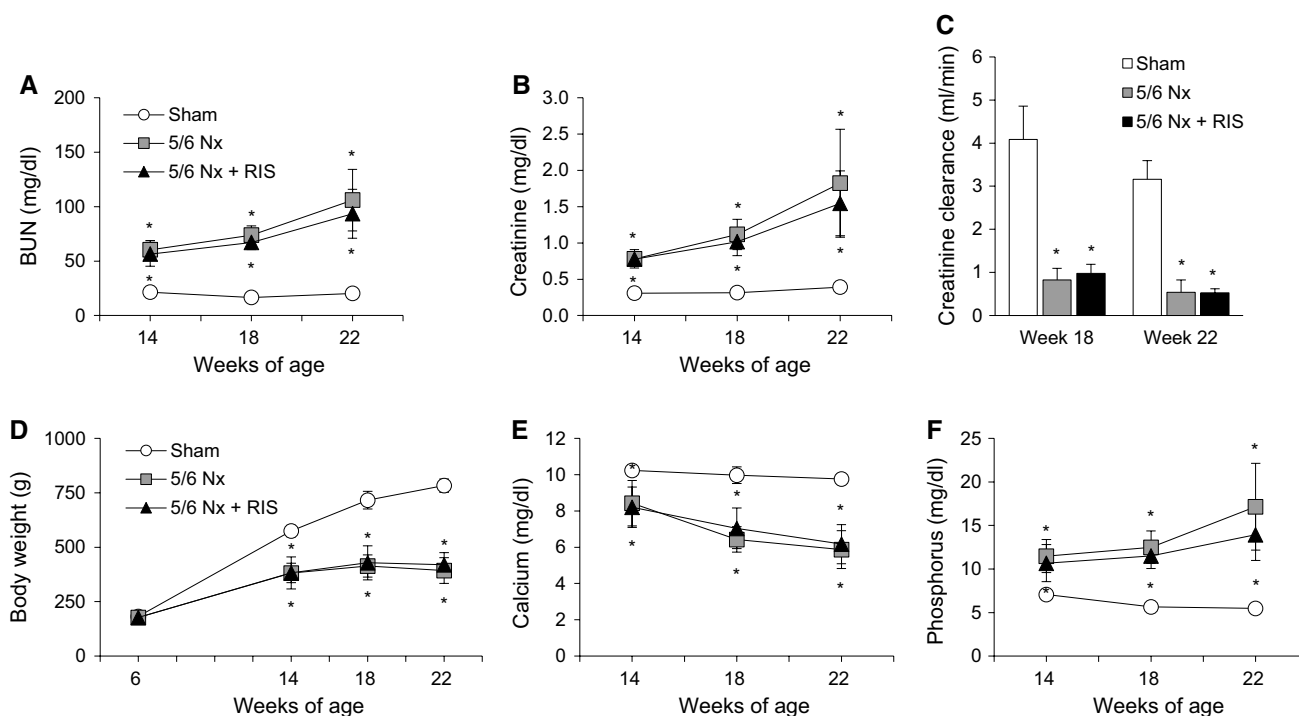 A
BUN (mg/dl)
200
150
100
50
0
Sham
5/6 Nx
5/6 Nx + RIS
* * *
* * *
14 18 22
Weeks of age
B
Creatinine (mg/dl)
3.0
2.5
2.0
1.5
1.0
0.5
0.0
* * *
* * *
14 18 22
Weeks of age
C
Creatinine clearance (ml/min)
6
5
4
3
2
1
0
Sham
5/6 Nx
5/6 Nx + RIS
* * * *
Week 18 Week 22
D
Body weight (g)
1000
750
500
250
0
Sham
5/6 Nx
5/6 Nx + RIS
* * *
* * *
6 14 18 22
Weeks of age
E
Calcium (mg/dl)
12
10
8
6
4
2
0
* * *
* * *
14 18 22
Weeks of age
F
Phosphorus (mg/dl)
25
20
15
10
5
0
* * *
* * *
14 18 22
Weeks of age